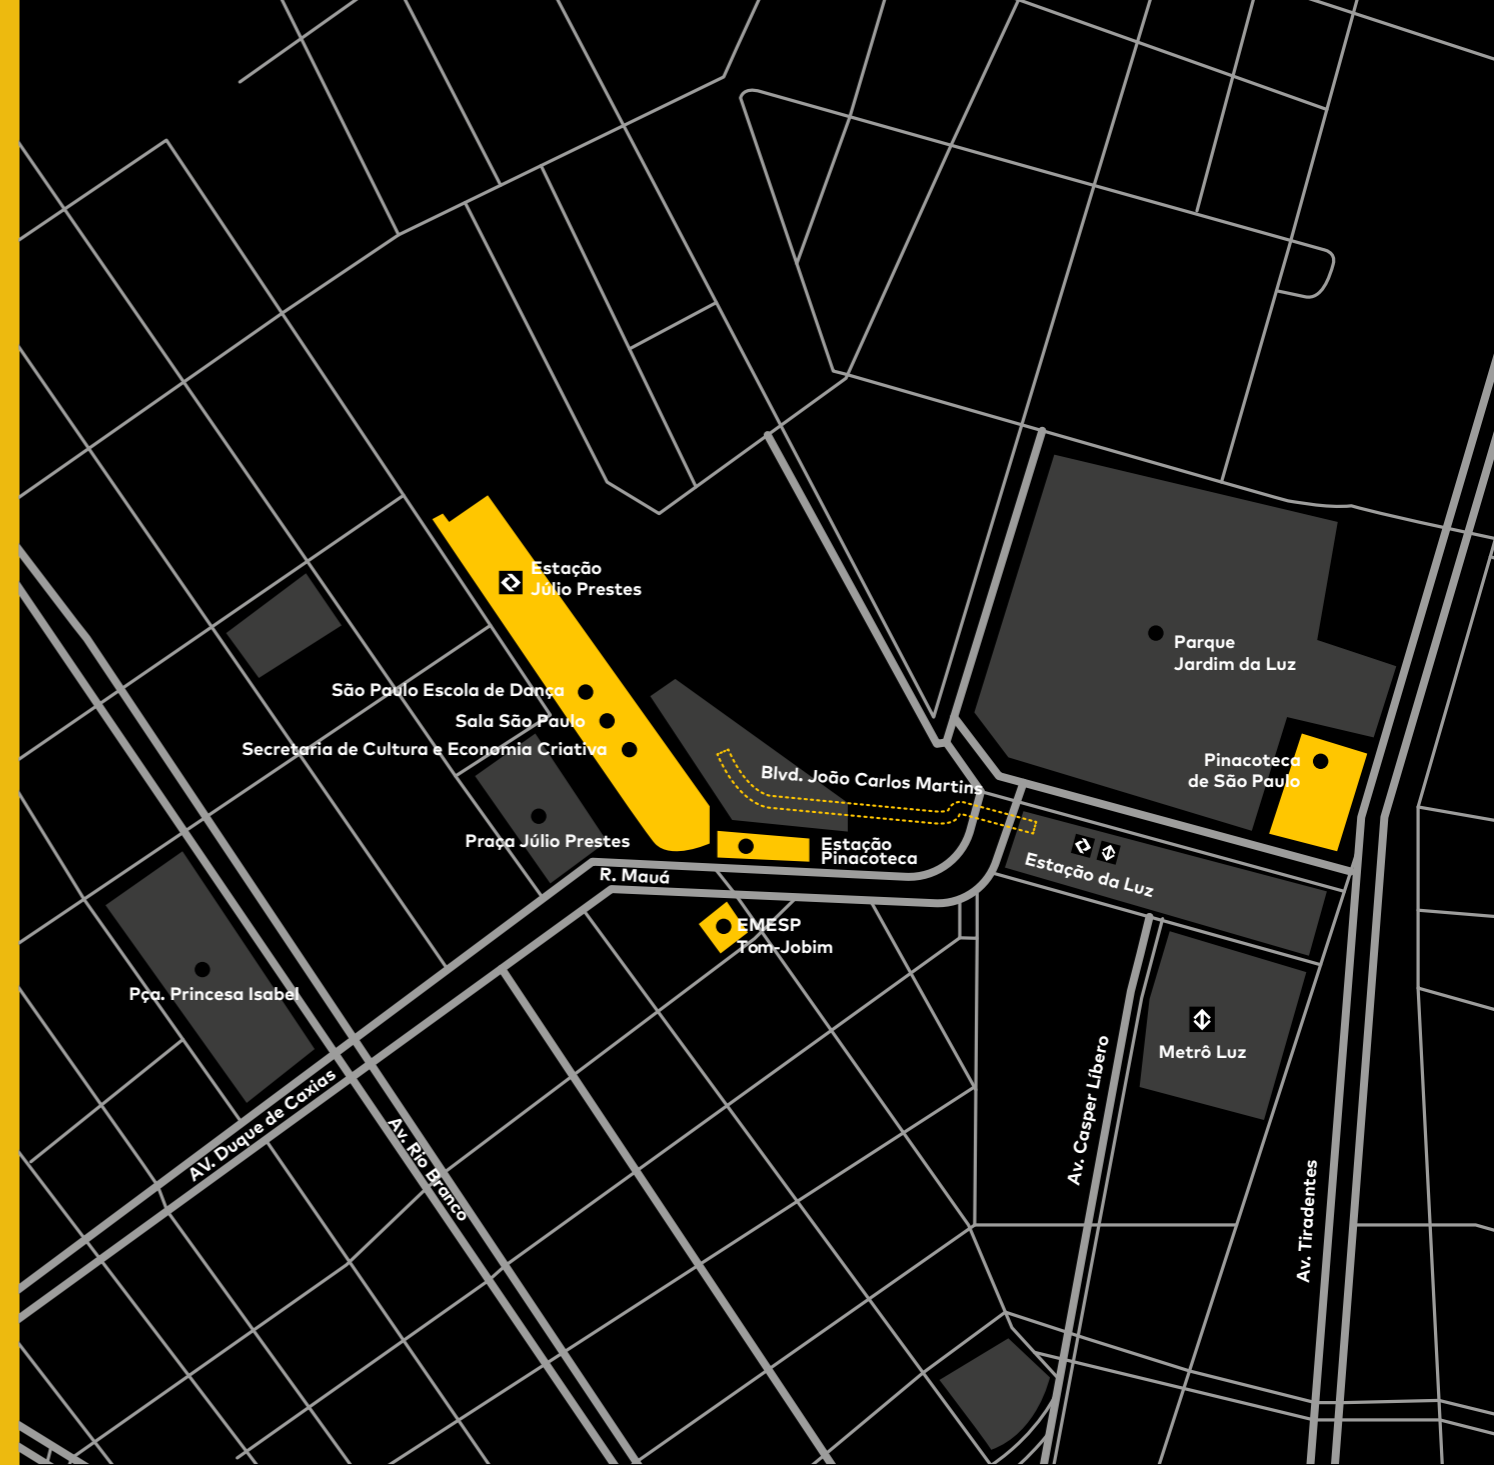 Estação
Júlio Prestes
Parque
Jardim da Luz
São Paulo Escola de Dança
Sala São Paulo
Secretaria de Cultura e Economia Criativa
Pinacoteca
de São Paulo
Blvd. João Carlos Martins
Praça Júlio Prestes
Estação
Pinacoteca
Estação da Luz
R. Mauá
EMESP
Tom-Jobim
Pça. Princesa Isabel
Metrô Luz
AV. Duque de Caxias
Av. Rio Branco
Av. Casper Líbero
Av. Tiradentes